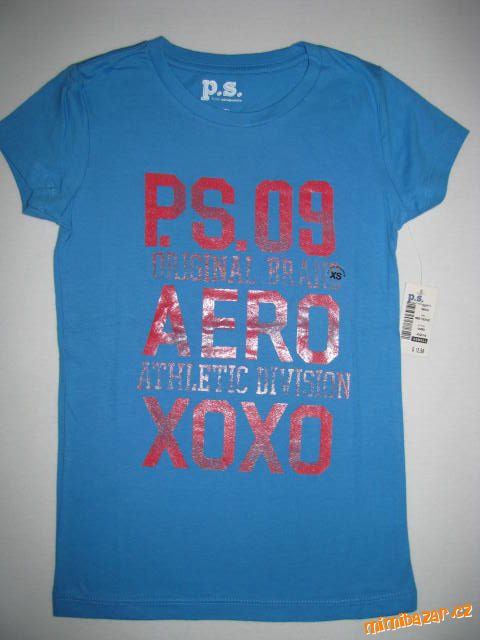 p.s.
P.S.09
ORIGINAL BRAND
XS
AERO
ATHLETIC DIVISION
XOXO
p.s.
mimibazar.cz